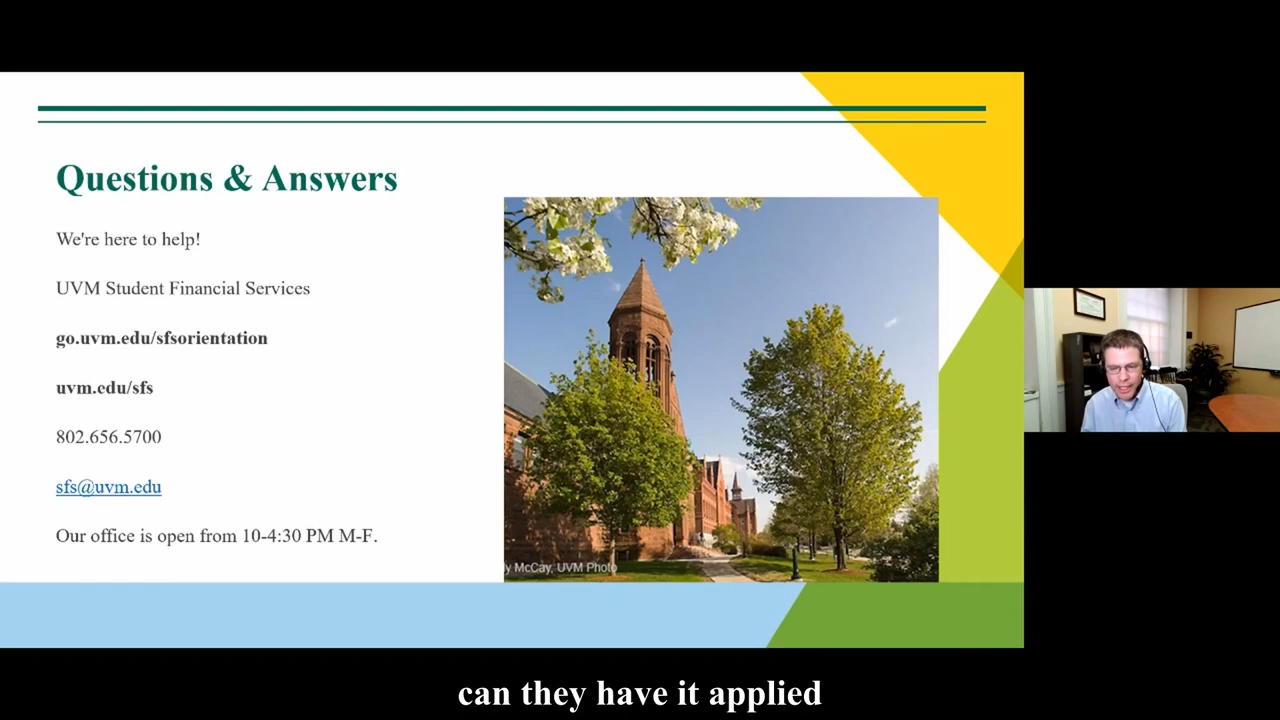 Questions & Answers
We're here to help!
UVM Student Financial Services
go.uvm.edu/sfsorientation
uvm.edu/sfs
802.656.5700
sfs@uvm.edu
Our office is open from 10-4:30 PM M-F.
y McCay, UVM Photo
can they have it applied